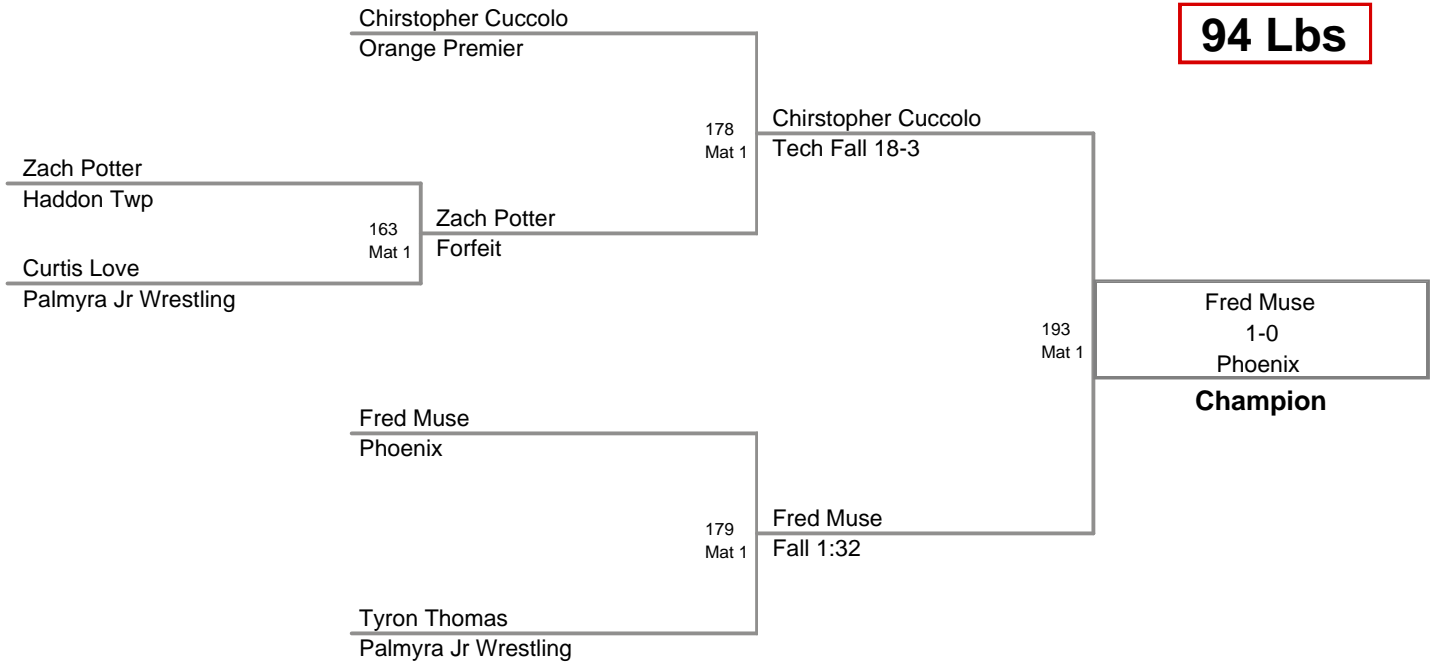 94 Lbs
Chirstopher Cuccolo
Orange Premier
178
Mat 1
Chirstopher Cuccolo
Tech Fall 18-3
Zach Potter
Haddon Twp
163
Mat 1
Zach Potter
Forfeit
Curtis Love
Palmyra Jr Wrestling
193
Mat 1
Fred Muse
1-0
Phoenix
Champion
Fred Muse
Phoenix
179
Mat 1
Fred Muse
Fall 1:32
Tyron Thomas
Palmyra Jr Wrestling